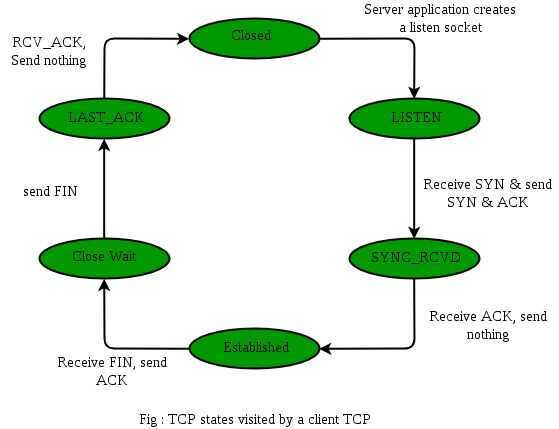 Server application creates
a listen socket
Closed
RCV_ACK,
Send nothing
LAST_ACK
LISTEN
send FIN
Receive SYN & send
SYN & ACK
Close Wait
SYNC_RCVD
Receive ACK, send
nothing
Established
Receive FIN, send
ACK
Fig : TCP states visited by a client TCP